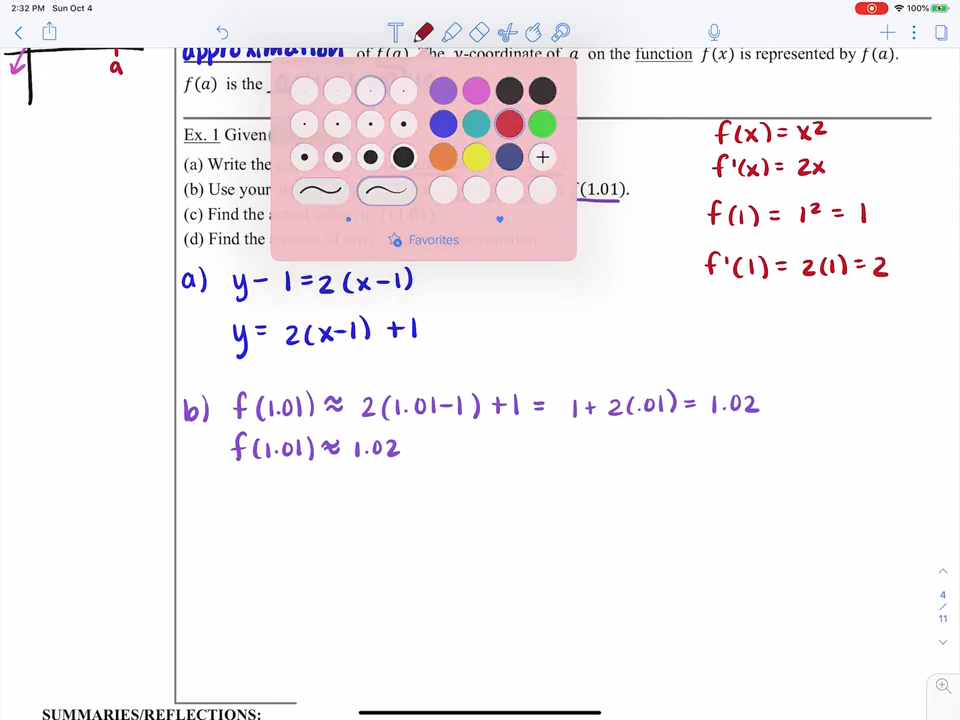 2:32 PM Sun Oct 4
100%
approximation of f(a). The y-coordinate of a on the function f(x) is represented by f(a).
a
f(a) is the
Ex. 1 Given
(a) Write the
(b) Use your f(1.01).
(c) Find the
(d) Find the
Favorites
f(x) = x²
f'(x) = 2x
f(1) = 1² = 1
f'(1) = 2(1) = 2
a) y - 1 = 2(x-1)
y = 2(x-1) + 1
b) f(1.01) ≈ 2(1.01-1) + 1 = 1 + 2(.01) = 1.02
f(1.01) ≈ 1.02
4
/
11
SUMMARIES/REFLECTIONS: